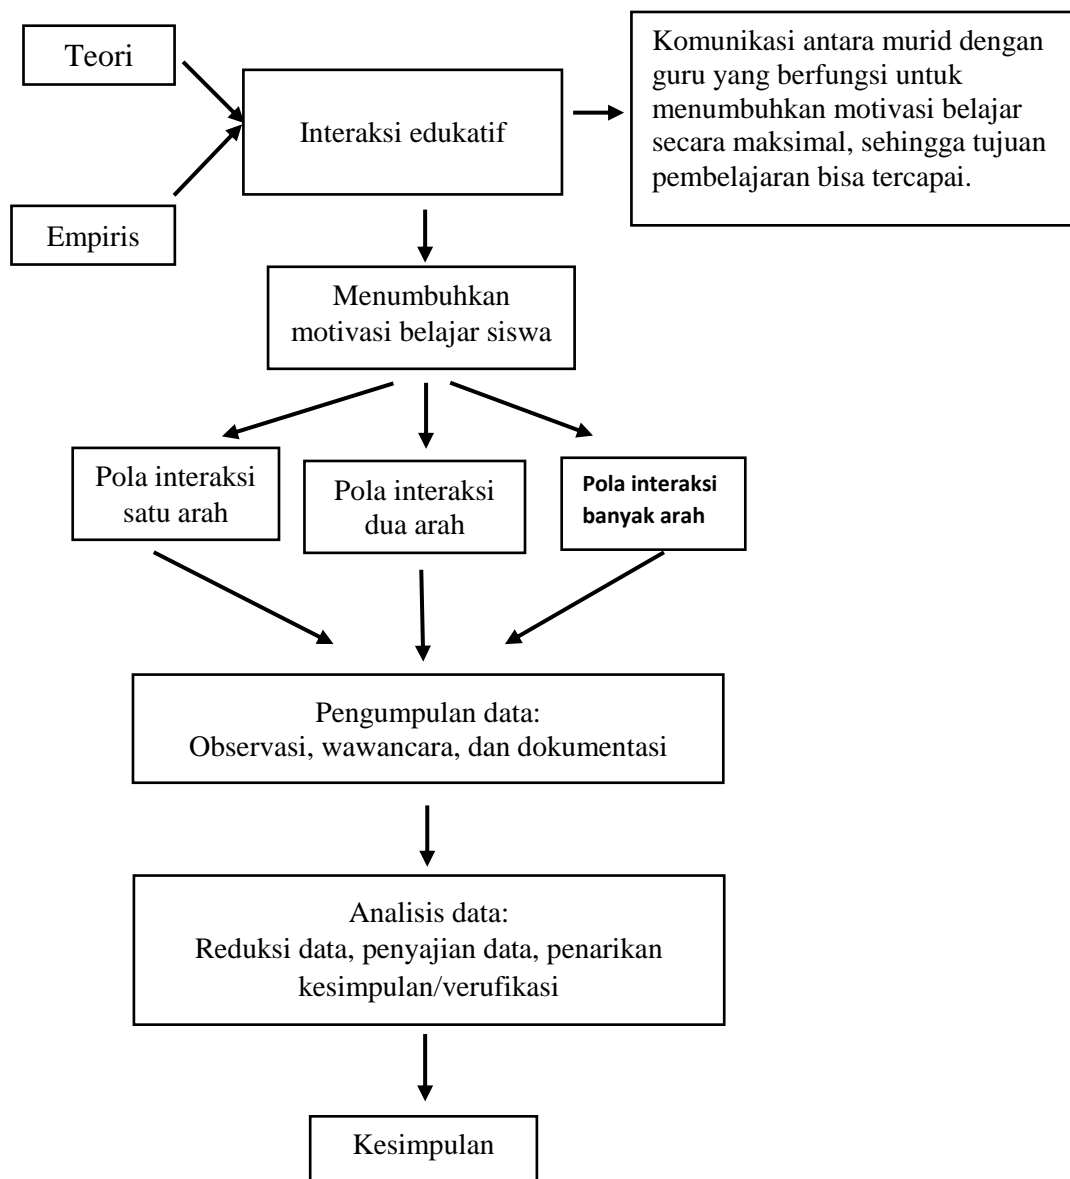 Teori
Komunikasi antara murid dengan
guru yang berfungsi untuk
menumbuhkan motivasi belajar
secara maksimal, sehingga tujuan
pembelajaran bisa tercapai.
Interaksi edukatif
Empiris
Menumbuhkan
motivasi belajar siswa
Pola interaksi
satu arah
Pola interaksi
dua arah
Pola interaksi
banyak arah
Pengumpulan data:
Observasi, wawancara, dan dokumentasi
Analisis data:
Reduksi data, penyajian data, penarikan
kesimpulan/verufikasi
Kesimpulan